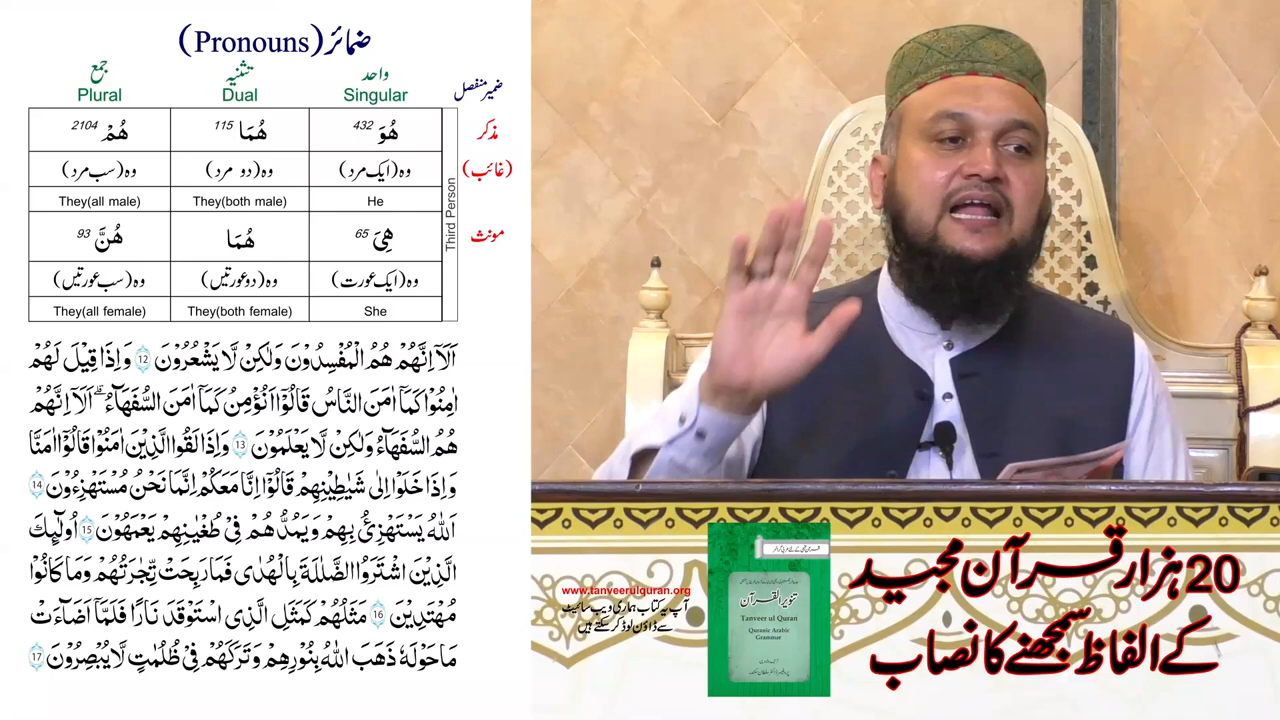 ضمائر (Pronouns)
واحد تثنیہ جمع
ضمیر منفصل Singular Dual Plural
مذکر هُوَ 432 هُمَا 115 هُمْ 2104
(غائب) وہ (ایک مرد) وہ (دو مرد) وہ (سب مرد)
He They(both male) They(all male)
Third Person
مونث هِيَ 65 هُمَا هُنَّ 93
وہ (ایک عورت) وہ (دو عورتیں) وہ (سب عورتیں)
She They(both female) They(all female)
اَلَاۤ اِنَّهُمْ هُمُ الْمُفْسِدُوْنَ وَلٰكِنْ لَّا يَشْعُرُوْنَ 12 وَاِذَا قِيْلَ لَهُمْ
اٰمِنُوْا كَمَاۤ اٰمَنَ النَّاسُ قَالُوْۤا اَنُؤْمِنُ كَمَاۤ اٰمَنَ السُّفَهَآءُ ؕ اَلَاۤ اِنَّهُمْ
هُمُ السُّفَهَآءُ وَلٰكِنْ لَّا يَعْلَمُوْنَ 13 وَاِذَا لَقُوا الَّذِيْنَ اٰمَنُوْا قَالُوْۤا اٰمَنَّا
وَاِذَا خَلَوْا اِلٰى شَيٰطِيْنِهِمْ قَالُوْۤا اِنَّا مَعَكُمْ اِنَّمَا نَحْنُ مُسْتَهْزِءُوْنَ 14
اَللّٰهُ يَسْتَهْزِئُ بِهِمْ وَيَمُدُّهُمْ فِيْ طُغْيَانِهِمْ يَعْمَهُوْنَ 15 اُولٰٓئِكَ
الَّذِيْنَ اشْتَرَوُا الضَّلٰلَةَ بِالْهُدٰى فَمَا رَبِحَتْ تِّجَارَتُهُمْ وَمَا كَانُوْا
مُهْتَدِيْنَ 16 مَثَلُهُمْ كَمَثَلِ الَّذِي اسْتَوْقَدَ نَارًا فَلَمَّاۤ اَضَآءَتْ
مَا حَوْلَهٗ ذَهَبَ اللّٰهُ بِنُوْرِهِمْ وَتَرَكَهُمْ فِيْ ظُلُمٰتٍ لَّا يُبْصِرُوْنَ 17
20 ہزار قرآن مجید
کے الفاظ سمجھنے کا نصاب
تنویر القرآن
Tanveer ul Quran
Quranic Arabic
Grammar
www.tanveerulquran.org
آپ یہ کتاب ہماری ویب سائیٹ
سے ڈاؤن لوڈ کر سکتے ہیں